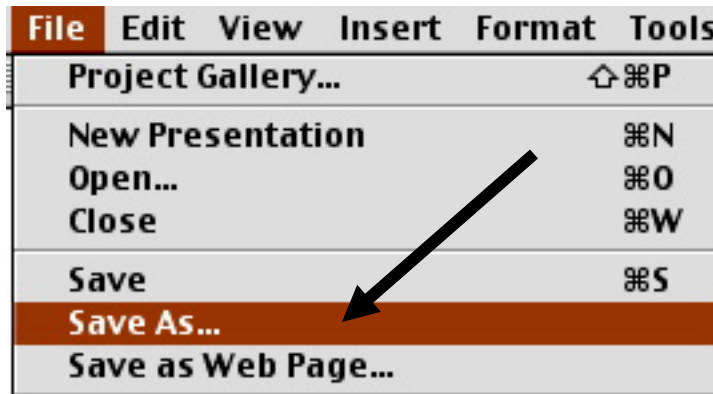 File Edit View Insert Format Tools
Project Gallery... ⇧⌘P
New Presentation ⌘N
Open... ⌘O
Close ⌘W
Save ⌘S
Save As...
Save as Web Page...